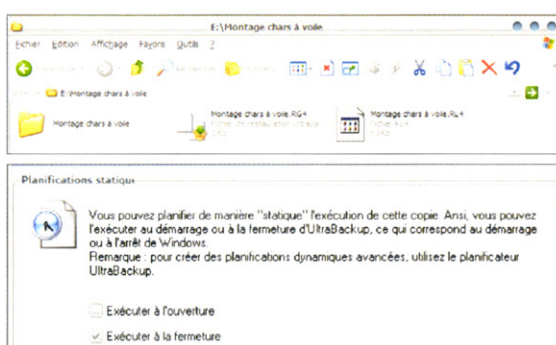 E:\Montage chars à voile
Fichier Edition Affichage Favoris Outils ?
E:\Montage chars à voile
Montage chars à voile
Montage chars à voile.RG4
Montage chars à voile.RL4
Planifications statiqu
Vous pouvez planifier de manière "statique" l'exécution de cette copie. Ansi, vous pouvez
l'exécuter au démarrage ou à la fermeture d'UltraBackup, ce qui correspond au démarrage
ou à l'arrêt de Windows.
Remarque : pour créer des planifications dynamiques avancées, utilisez le planificateur
UltraBackup.
Exécuter à l'ouverture
Exécuter à la fermeture